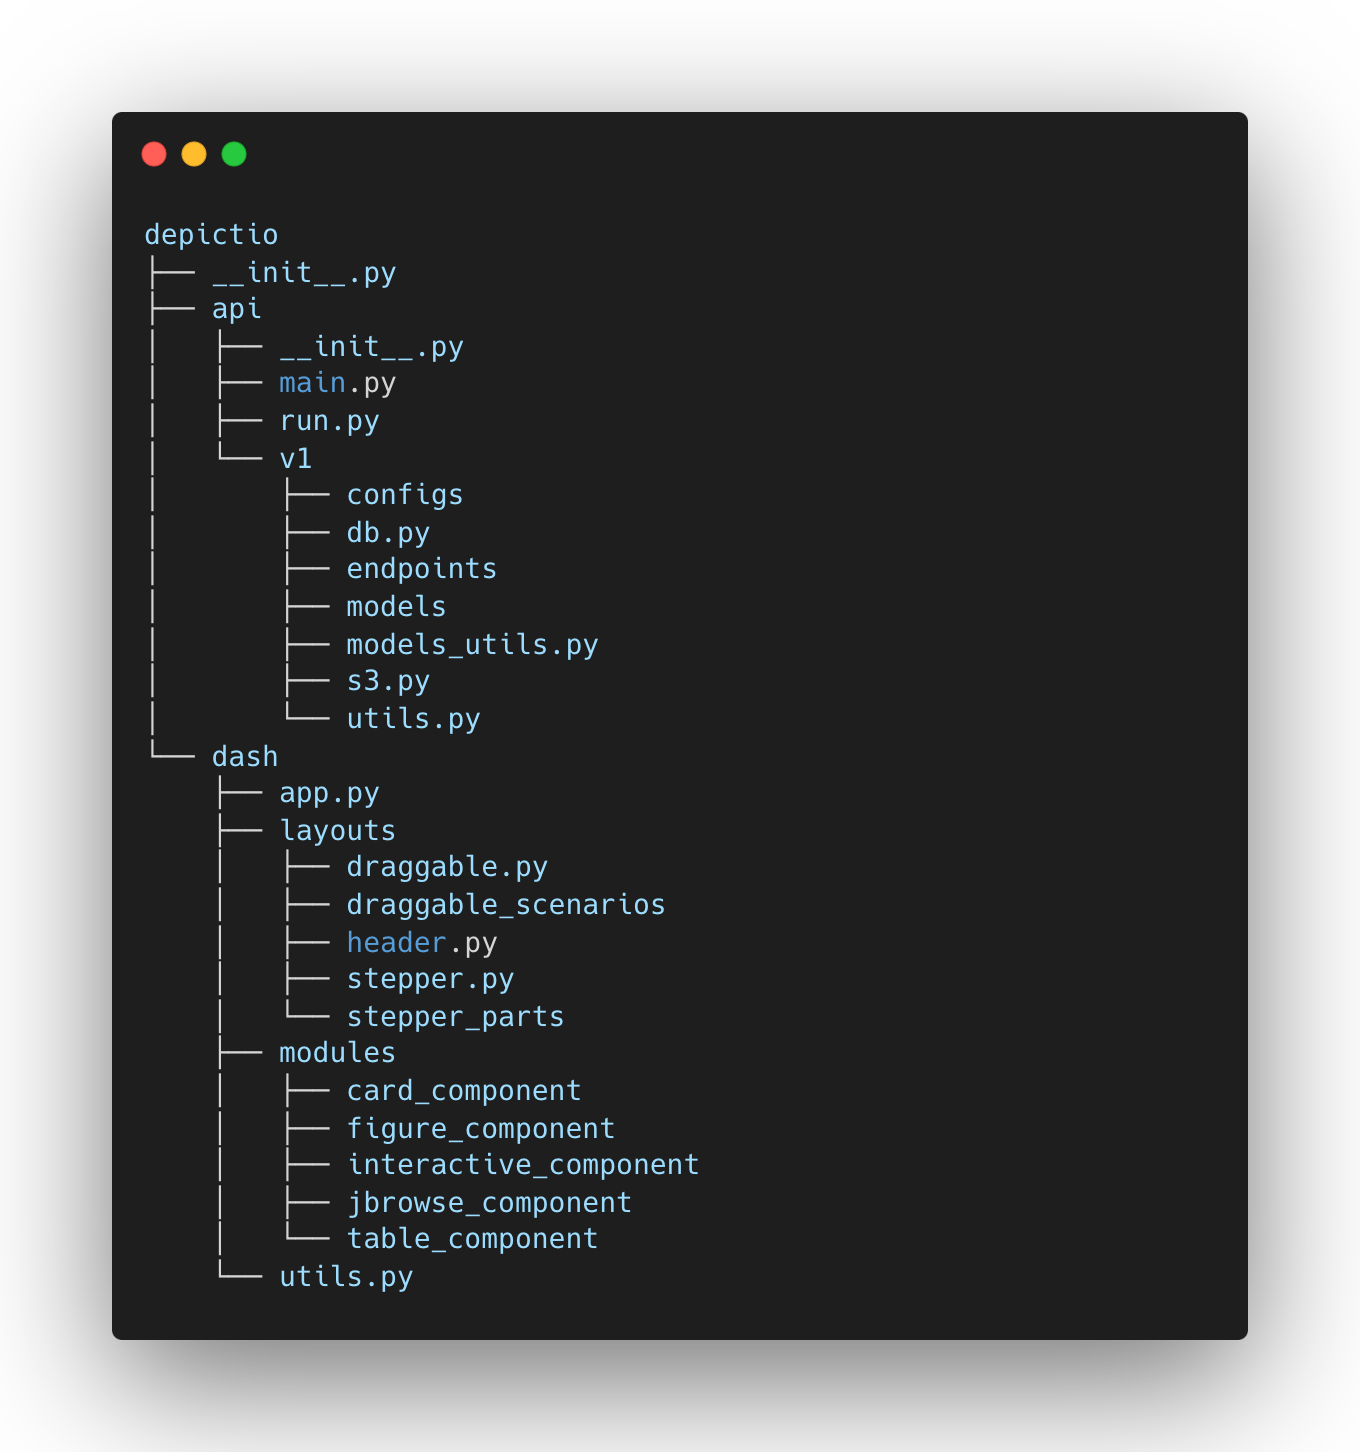 depictio
├── __init__.py
├── api
│   ├── __init__.py
│   ├── main.py
│   ├── run.py
│   └── v1
│       ├── configs
│       ├── db.py
│       ├── endpoints
│       ├── models
│       ├── models_utils.py
│       ├── s3.py
│       └── utils.py
└── dash
    ├── app.py
    ├── layouts
    │   ├── draggable.py
    │   ├── draggable_scenarios
    │   ├── header.py
    │   ├── stepper.py
    │   └── stepper_parts
    ├── modules
    │   ├── card_component
    │   ├── figure_component
    │   ├── interactive_component
    │   ├── jbrowse_component
    │   └── table_component
    └── utils.py